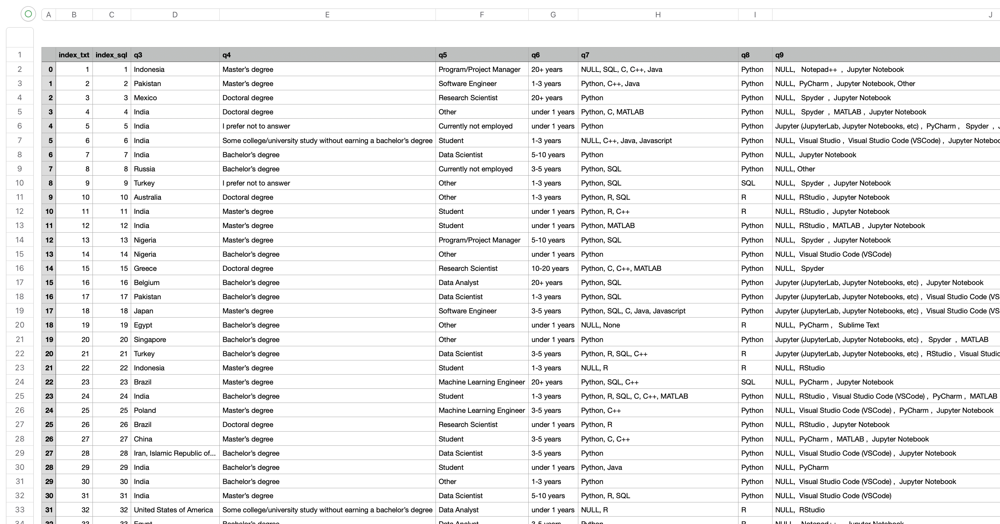 A B C D E F G H I J
1 index_txt index_sql q3 q4 q5 q6 q7 q8 q9
2 0 1 1 Indonesia Master’s degree Program/Project Manager 20+ years NULL, SQL, C, C++, Java Python NULL, Notepad++ , Jupyter Notebook
3 1 2 2 Pakistan Master’s degree Software Engineer 1-3 years Python, C++, Java Python NULL, PyCharm , Jupyter Notebook, Other
4 2 3 3 Mexico Doctoral degree Research Scientist 20+ years Python Python NULL, Spyder , Jupyter Notebook
5 3 4 4 India Doctoral degree Other under 1 years Python, C, MATLAB Python NULL, Spyder , MATLAB , Jupyter Notebook
6 4 5 5 India I prefer not to answer Currently not employed under 1 years Python Python Jupyter (JupyterLab, Jupyter Notebooks, etc) , PyCharm , Spyder ,
7 5 6 6 India Some college/university study without earning a bachelor’s degree Student 1-3 years NULL, C++, Java, Javascript Python NULL, Visual Studio , Visual Studio Code (VSCode) , Jupyter Noteboo
8 6 7 7 India Bachelor’s degree Data Scientist 5-10 years Python Python NULL, Jupyter Notebook
9 7 8 8 Russia Bachelor’s degree Currently not employed 3-5 years Python, SQL Python NULL, Other
10 8 9 9 Turkey I prefer not to answer Other 1-3 years Python, SQL SQL NULL, Spyder , Jupyter Notebook
11 9 10 10 Australia Doctoral degree Other 1-3 years Python, R, SQL R NULL, RStudio , Jupyter Notebook
12 10 11 11 India Master’s degree Student under 1 years Python, R, C++ R NULL, RStudio , Jupyter Notebook
13 11 12 12 India Master’s degree Student under 1 years Python, MATLAB Python NULL, RStudio , MATLAB , Jupyter Notebook
14 12 13 13 Nigeria Master’s degree Program/Project Manager 5-10 years Python, SQL Python NULL, Spyder , Jupyter Notebook
15 13 14 14 Nigeria Bachelor’s degree Other under 1 years Python Python NULL, Visual Studio Code (VSCode)
16 14 15 15 Greece Doctoral degree Research Scientist 10-20 years Python, C, C++, MATLAB Python NULL, Spyder
17 15 16 16 Belgium Bachelor’s degree Data Analyst 20+ years Python, SQL Python Jupyter (JupyterLab, Jupyter Notebooks, etc) , Jupyter Notebook
18 16 17 17 Pakistan Bachelor’s degree Data Scientist 1-3 years Python, SQL Python Jupyter (JupyterLab, Jupyter Notebooks, etc) , Visual Studio Code (VS
19 17 18 18 Japan Master’s degree Software Engineer 3-5 years Python, SQL, C, Java, Javascript Python Jupyter (JupyterLab, Jupyter Notebooks, etc) , Visual Studio Code (VS
20 18 19 19 Egypt Bachelor’s degree Other under 1 years NULL, None R NULL, PyCharm , Sublime Text
21 19 20 20 Singapore Bachelor’s degree Other under 1 years Python Python Jupyter (JupyterLab, Jupyter Notebooks, etc) , Spyder , MATLAB
22 20 21 21 Turkey Bachelor’s degree Data Scientist 3-5 years Python, R, SQL, C++ R Jupyter (JupyterLab, Jupyter Notebooks, etc) , RStudio , Visual Studio
23 21 22 22 Indonesia Master’s degree Student 1-3 years NULL, R R NULL, RStudio
24 22 23 23 Brazil Master’s degree Machine Learning Engineer 20+ years Python, SQL, C++ SQL NULL, PyCharm , Jupyter Notebook
25 23 24 24 India Bachelor’s degree Student 1-3 years Python, R, SQL, C, C++, MATLAB Python NULL, RStudio , Visual Studio Code (VSCode) , PyCharm , MATLAB
26 24 25 25 Poland Master’s degree Machine Learning Engineer 3-5 years Python, C++ Python NULL, Visual Studio Code (VSCode) , PyCharm , Jupyter Notebook
27 25 26 26 Brazil Doctoral degree Research Scientist under 1 years Python, R Python NULL, RStudio , Jupyter Notebook
28 26 27 27 China Master’s degree Student 3-5 years Python, C, C++ Python NULL, PyCharm , MATLAB , Jupyter Notebook
29 27 28 28 Iran, Islamic Republic of... Bachelor’s degree Data Scientist 3-5 years Python Python NULL, Visual Studio Code (VSCode) , Jupyter Notebook
30 28 29 29 India Bachelor’s degree Student under 1 years Python, Java Python NULL, PyCharm
31 29 30 30 India Bachelor’s degree Other 1-3 years Python Python NULL, Visual Studio Code (VSCode) , Jupyter Notebook
32 30 31 31 India Master’s degree Data Scientist 5-10 years Python, R, SQL Python NULL, Visual Studio Code (VSCode)
33 31 32 32 United States of America Some college/university study without earning a bachelor’s degree Data Analyst under 1 years NULL, R R NULL, RStudio
34 32 33 33 Egypt Bachelor’s degree Data Analyst 3-5 years Python R NULL, Notepad++ , Jupyter Notebook